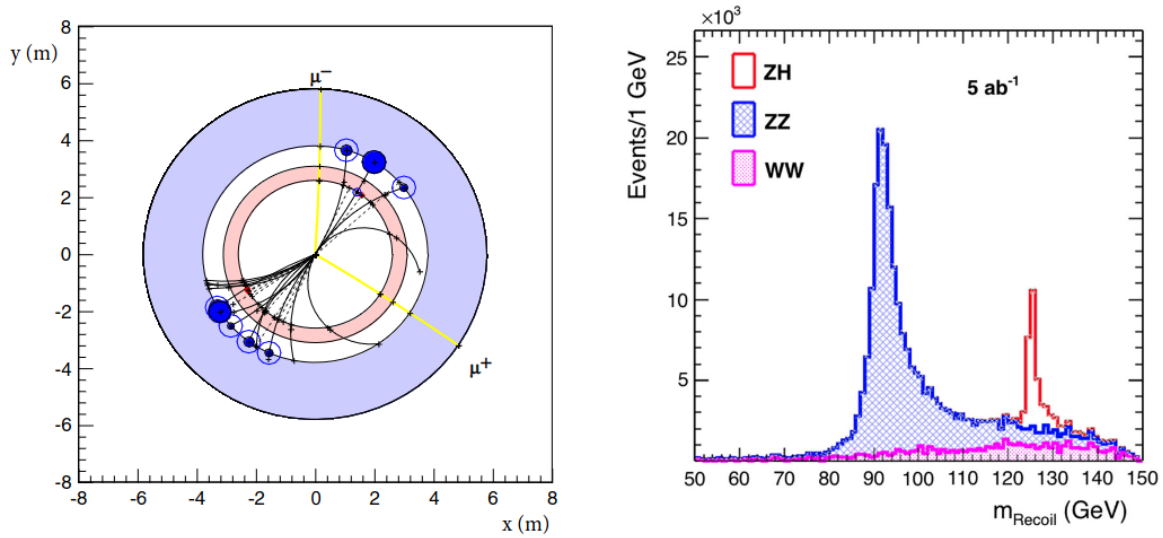 8
y (m)
6
4
2
0
-2
-4
-6
-8
-8
-6
-4
-2
0
2
4
6
8
x (m)
μ⁻
μ⁺
×10³
Events/1 GeV
25
20
15
10
5
ZH
ZZ
WW
5 ab⁻¹
50 60 70 80 90 100 110 120 130 140 150
m_Recoil (GeV)